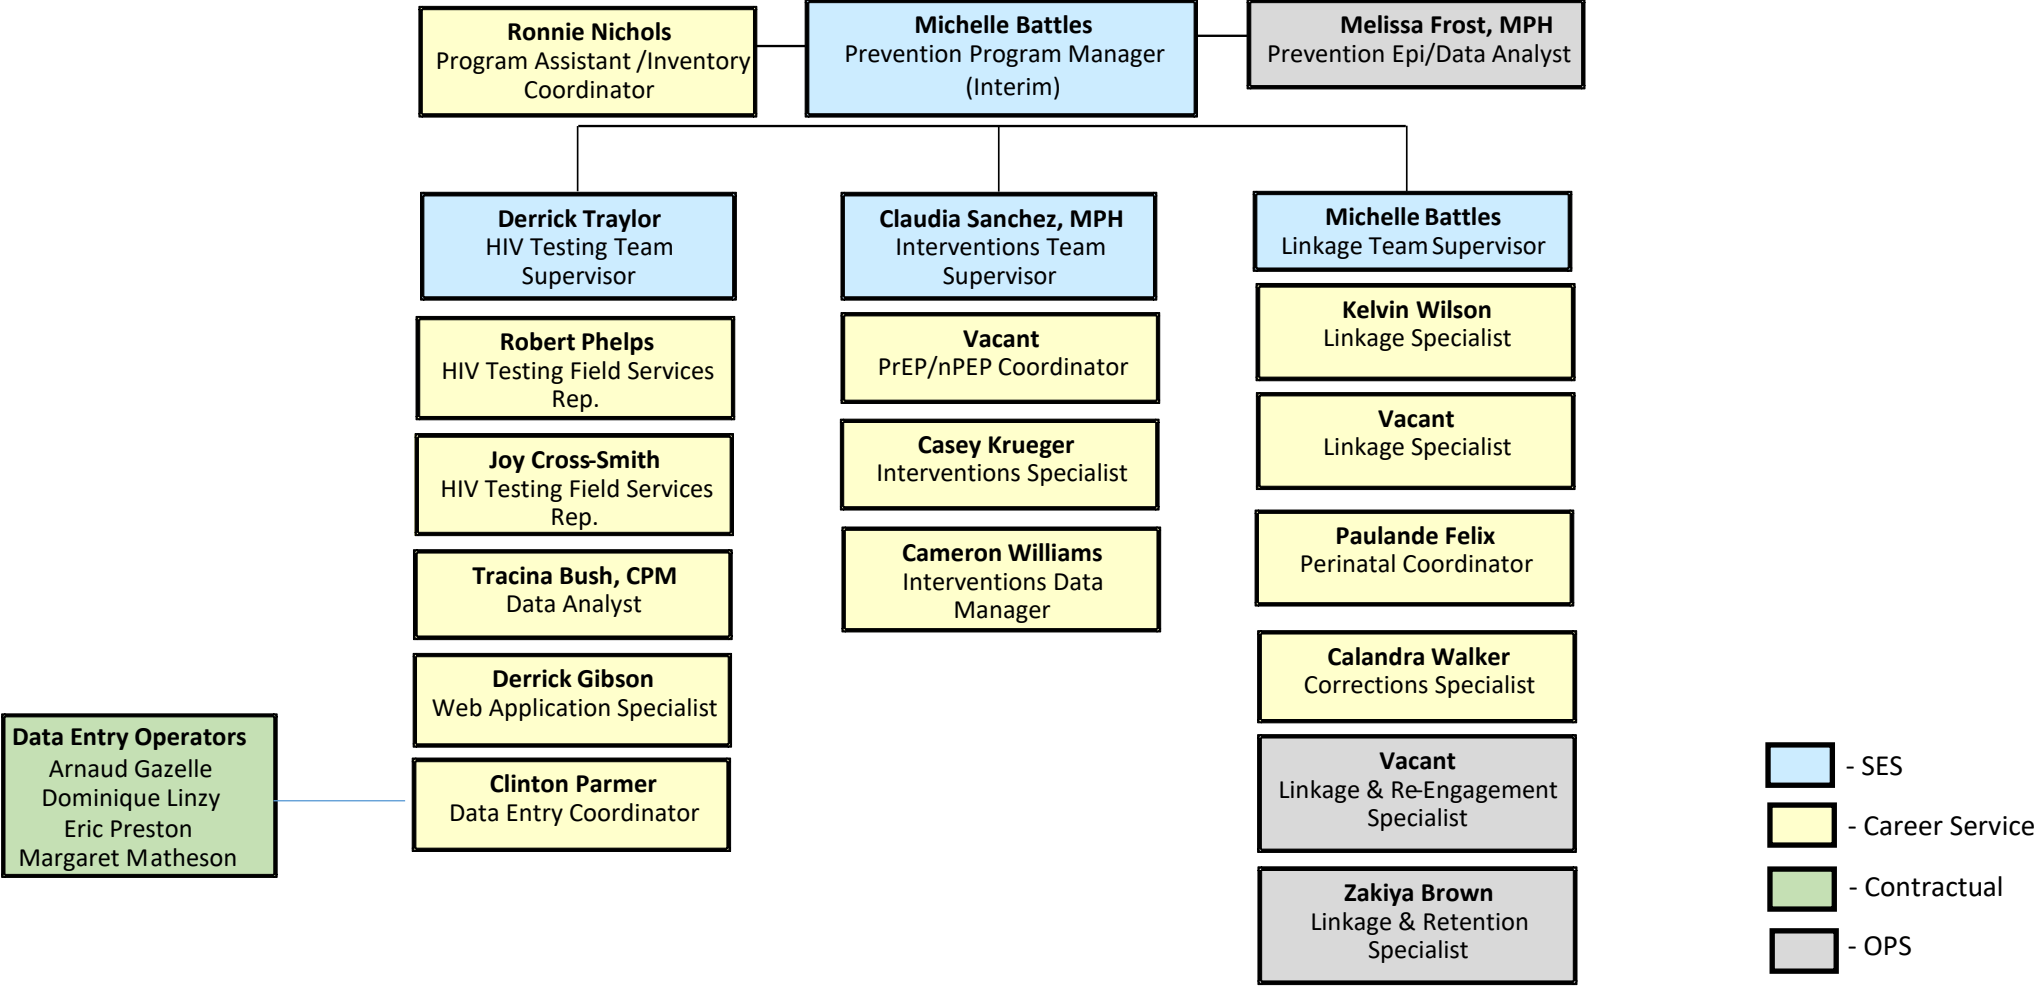 Ronnie Nichols
Program Assistant /Inventory
Coordinator
Michelle Battles
Prevention Program Manager
(Interim)
Melissa Frost, MPH
Prevention Epi/Data Analyst
Derrick Traylor
HIV Testing Team
Supervisor
Robert Phelps
HIV Testing Field Services
Rep.
Joy Cross-Smith
HIV Testing Field Services
Rep.
Tracina Bush, CPM
Data Analyst
Derrick Gibson
Web Application Specialist
Clinton Parmer
Data Entry Coordinator
Data Entry Operators
Arnaud Gazelle
Dominique Linzy
Eric Preston
Margaret Matheson
Claudia Sanchez, MPH
Interventions Team
Supervisor
Vacant
PrEP/nPEP Coordinator
Casey Krueger
Interventions Specialist
Cameron Williams
Interventions Data
Manager
Michelle Battles
Linkage Team Supervisor
Kelvin Wilson
Linkage Specialist
Vacant
Linkage Specialist
Paulande Felix
Perinatal Coordinator
Calandra Walker
Corrections Specialist
Vacant
Linkage & Re-Engagement
Specialist
Zakiya Brown
Linkage & Retention
Specialist
- SES
- Career Service
- Contractual
- OPS